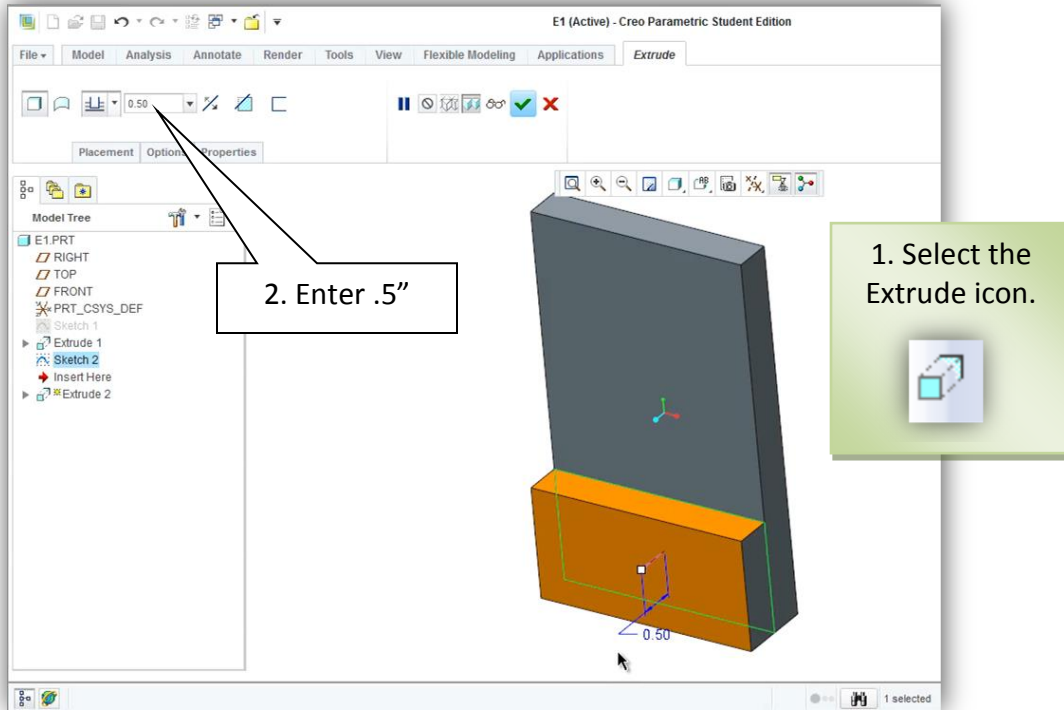 E1 (Active) - Creo Parametric Student Edition
File Model Analysis Annotate Render Tools View Flexible Modeling Applications Extrude
0.50
Placement Options Properties
Model Tree
E1.PRT
RIGHT
TOP
FRONT
PRT_CSYS_DEF
Sketch 1
Extrude 1
Sketch 2
Insert Here
Extrude 2
2. Enter .5”
1. Select the
Extrude icon.
0.50
1 selected